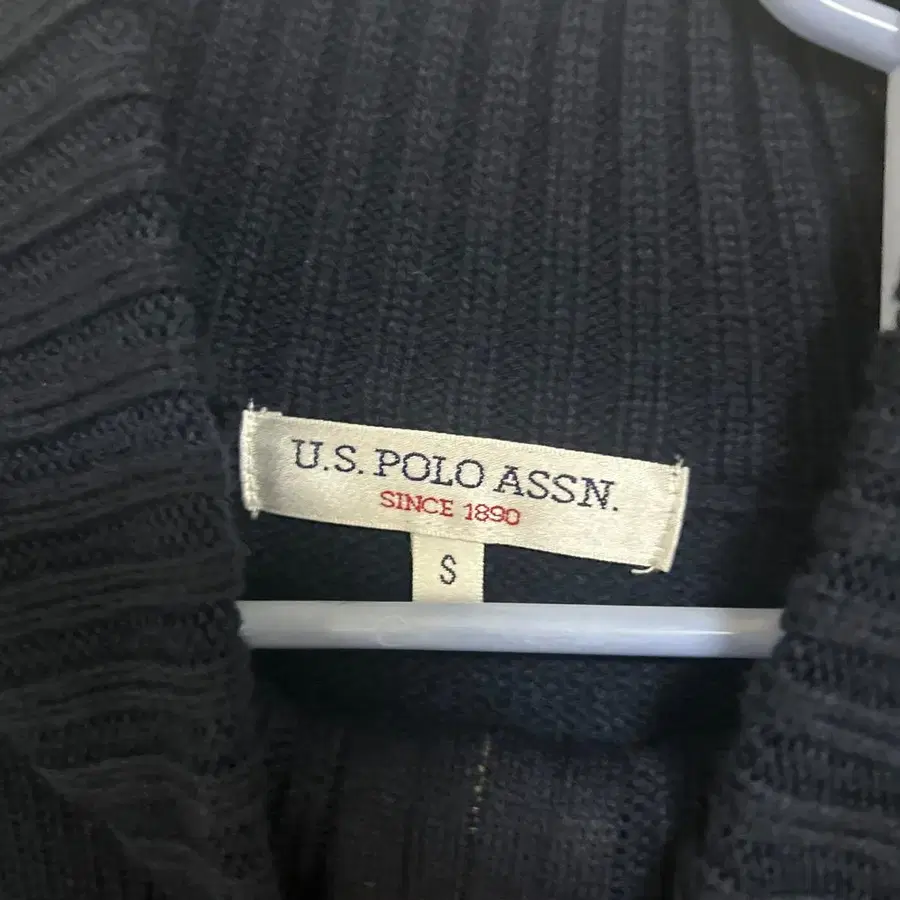 U.S. POLO ASSN.
SINCE 1890
S